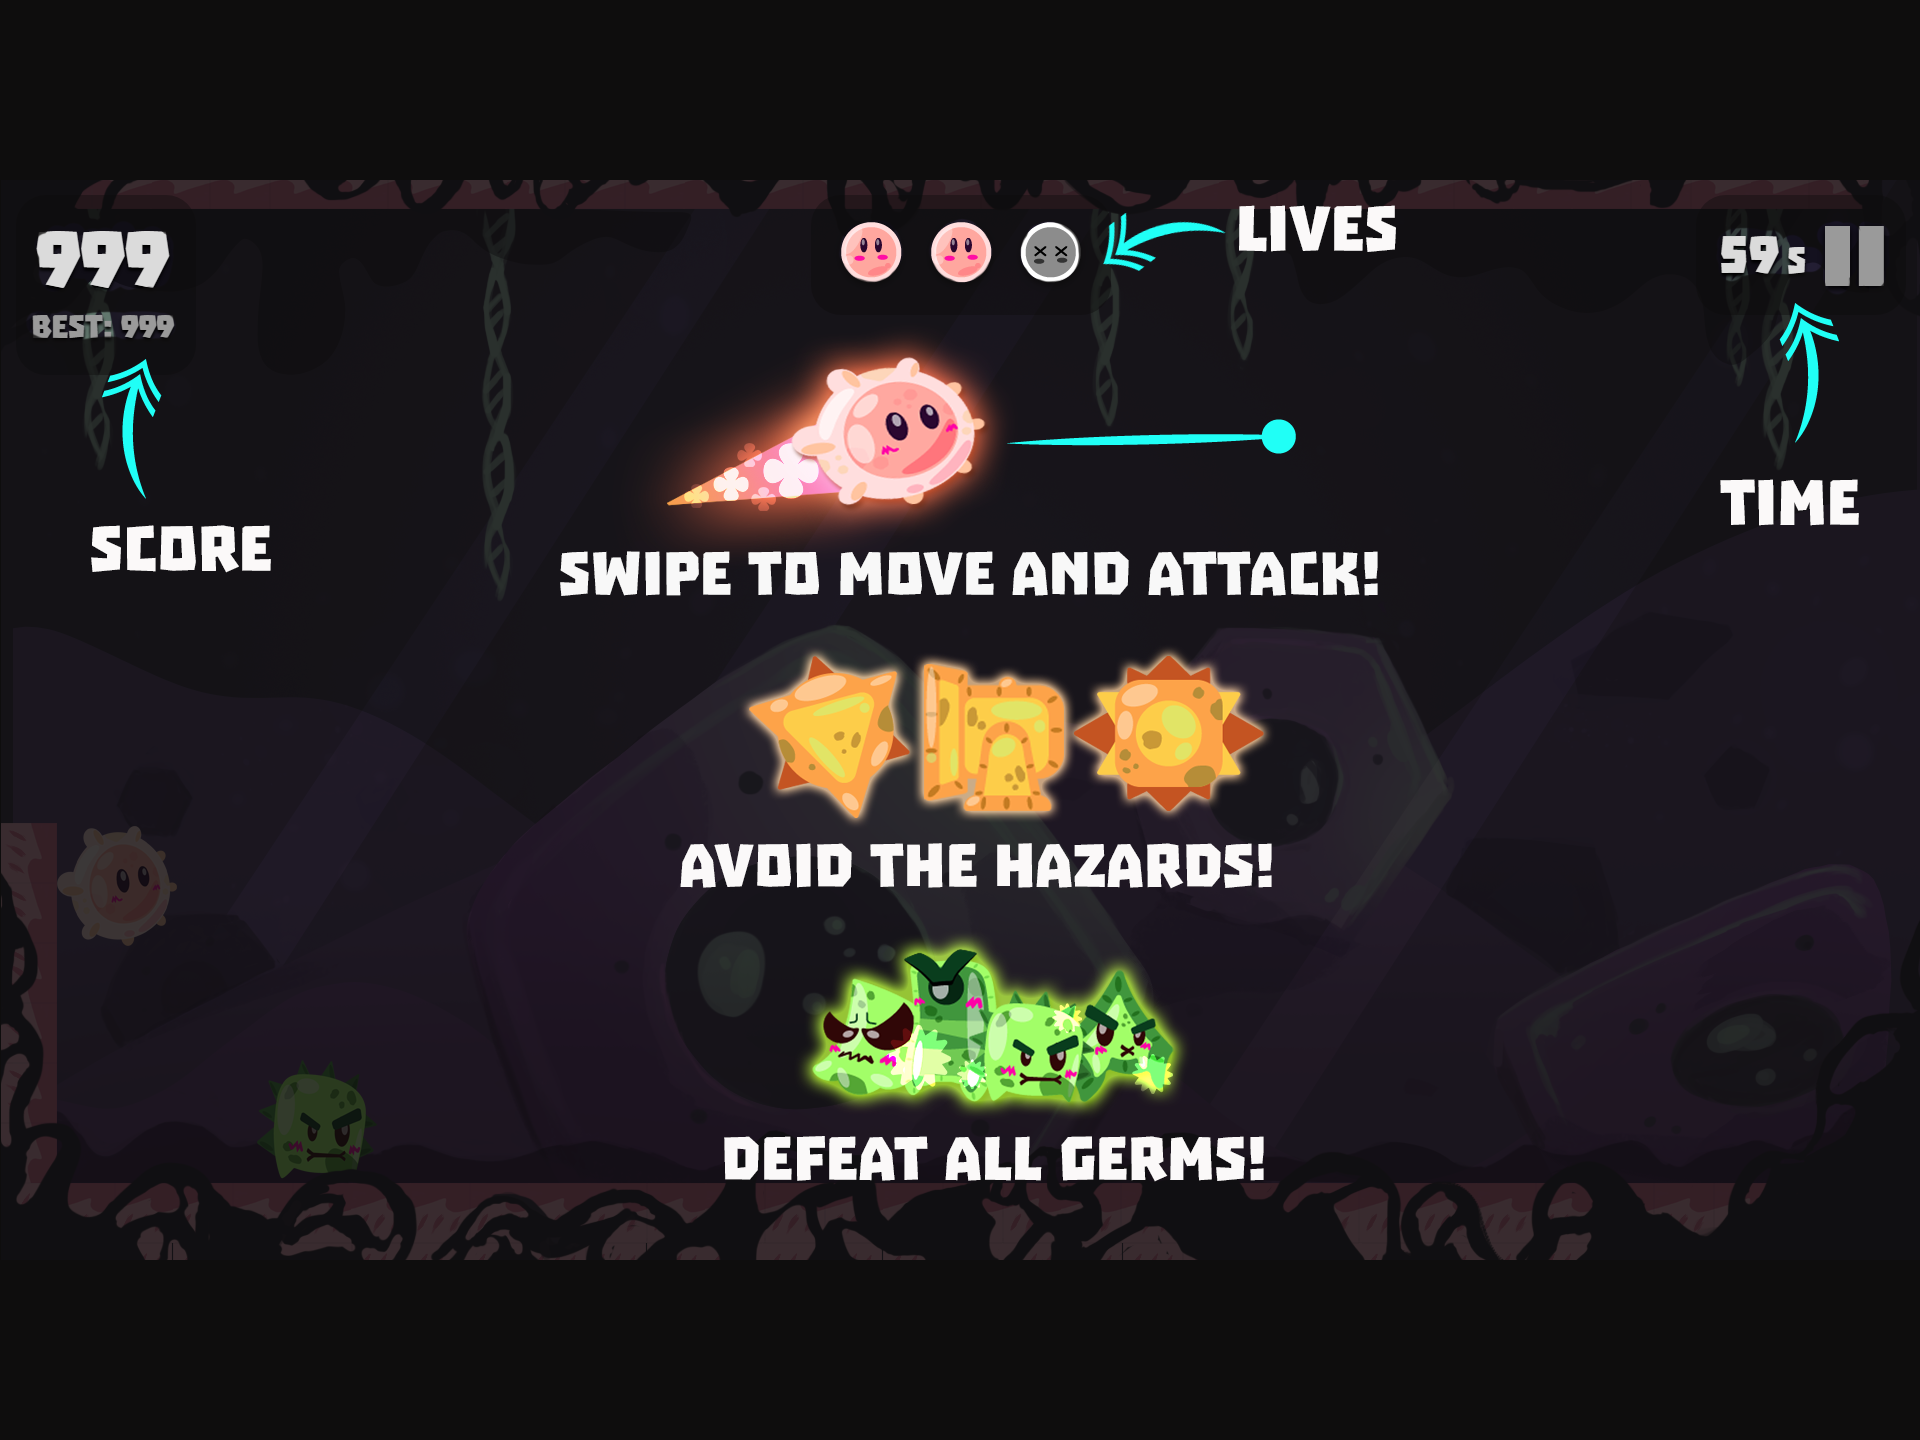 999
BEST: 999
LIVES
59s
SCORE
TIME
SWIPE TO MOVE AND ATTACK!
AVOID THE HAZARDS!
DEFEAT ALL GERMS!